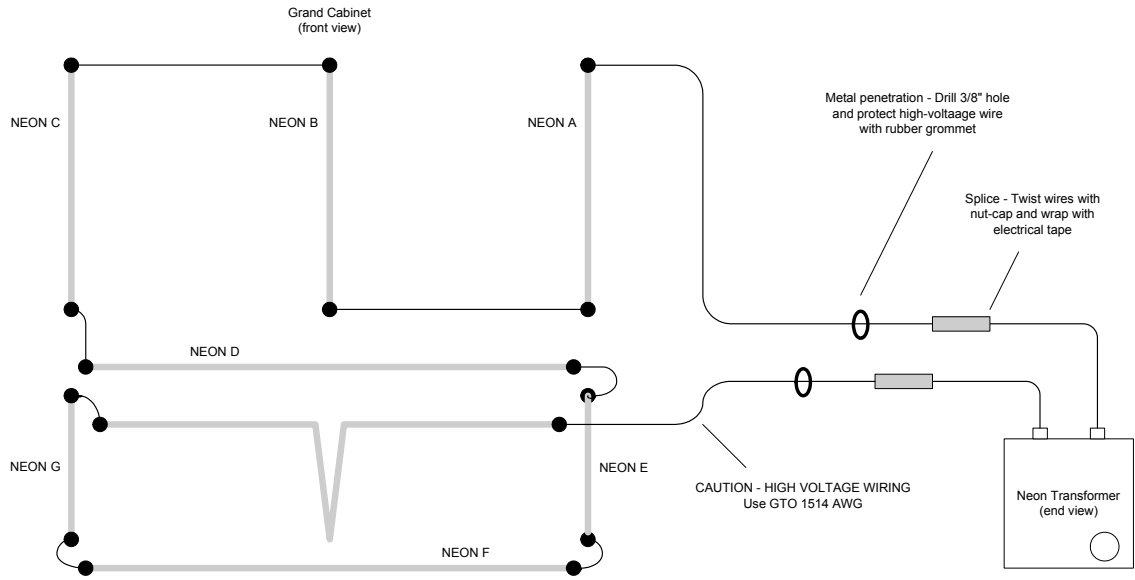 Grand Cabinet
(front view)
Metal penetration - Drill 3/8" hole
and protect high-voltaage wire
with rubber grommet
NEON C
NEON B
NEON A
Splice - Twist wires with
nut-cap and wrap with
electrical tape
NEON D
NEON G
NEON E
CAUTION - HIGH VOLTAGE WIRING
Use GTO 1514 AWG
Neon Transformer
(end view)
NEON F